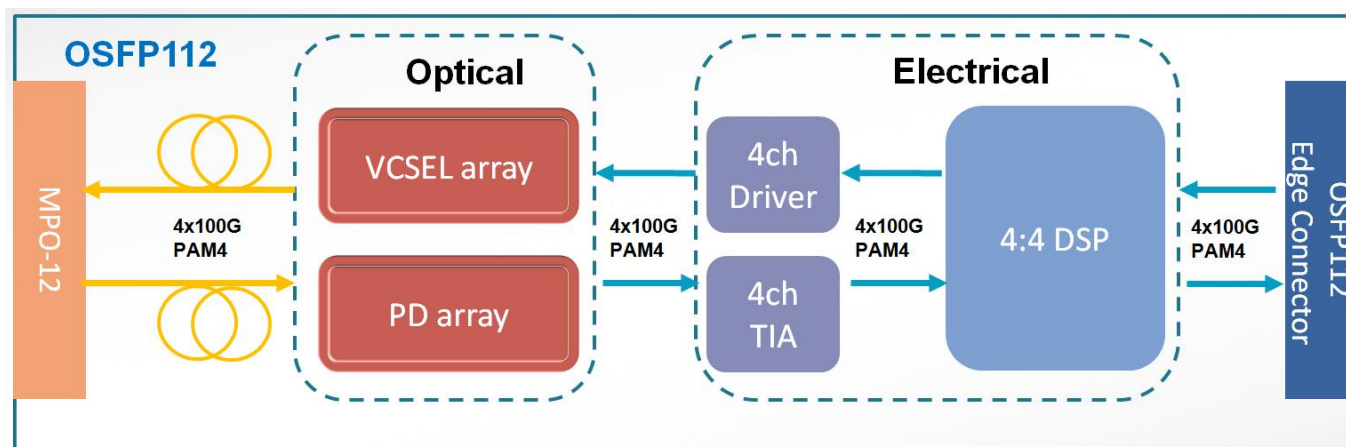 OSFP112
Optical
Electrical
MPO-12
4x100G
PAM4
VCSEL array
PD array
4x100G
PAM4
4ch
Driver
4ch
TIA
4x100G
PAM4
4:4 DSP
4x100G
PAM4
OSFP112
Edge Connector